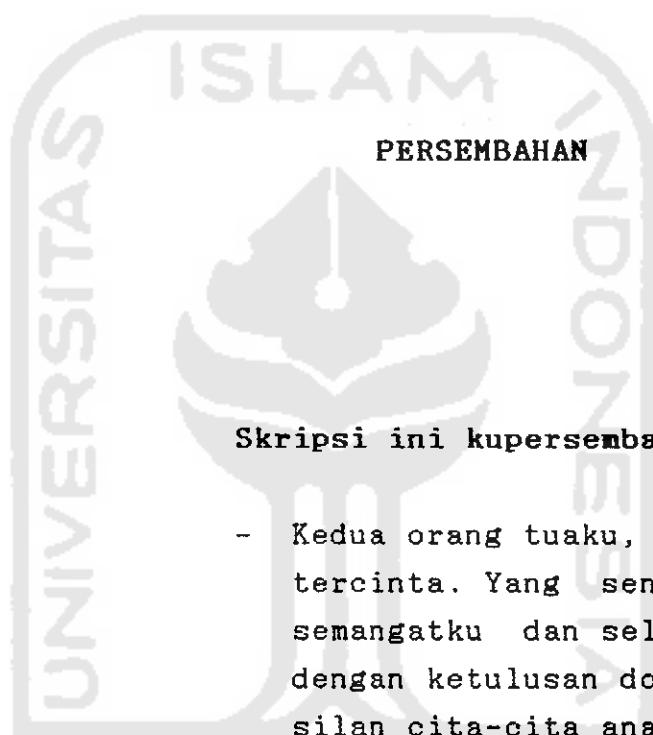 UNIVERSITAS ISLAM INDONESIA
PERSEMBAHAN
Skripsi ini kupersemba
- Kedua orang tuaku,
tercinta. Yang sen
semangatku dan sel
dengan ketulusan do
silan cita-cita ana